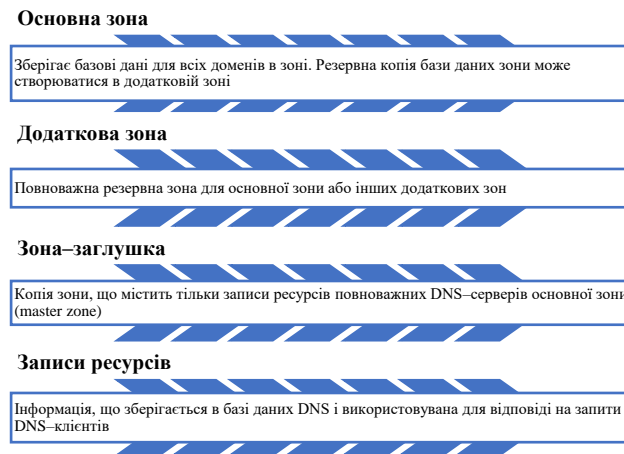 Основна зона
Зберігає базові дані для всіх доменів в зоні. Резервна копія бази даних зони може
створюватися в додатковій зоні
Додаткова зона
Повноважна резервна зона для основної зони або інших додаткових зон
Зона–заглушка
Копія зони, що містить тільки записи ресурсів повноважних DNS–серверів основної зони
(master zone)
Записи ресурсів
Інформація, що зберігається в базі даних DNS і використовувана для відповіді на запити
DNS–клієнтів